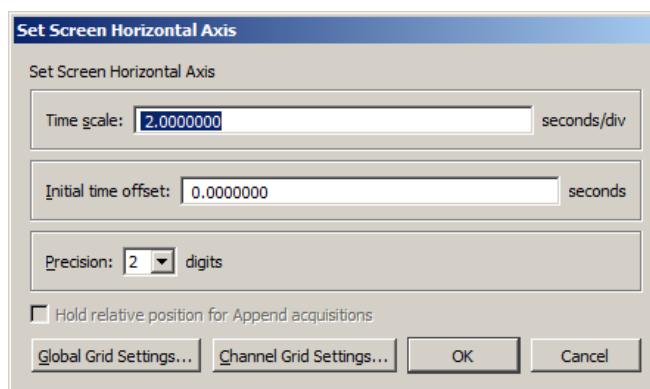 Set Screen Horizontal Axis
Set Screen Horizontal Axis
Time scale: 2.0000000 seconds/div
Initial time offset: 0.0000000 seconds
Precision: 2 digits
Hold relative position for Append acquisitions
Global Grid Settings... Channel Grid Settings... OK Cancel